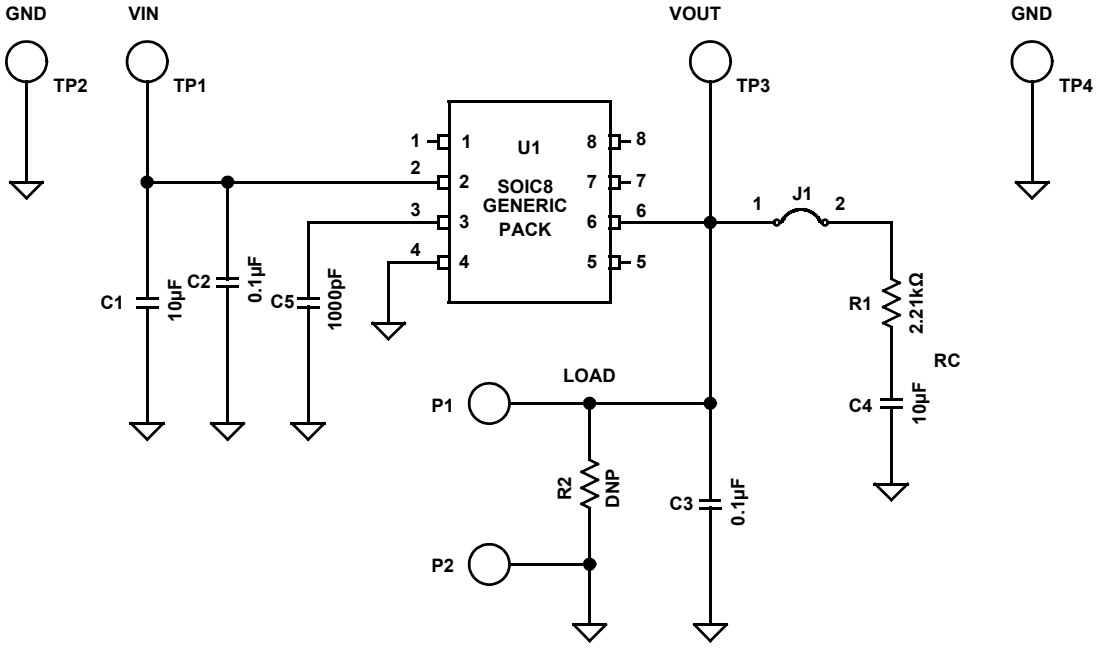 GND
VIN
VOUT
GND
TP2
TP1
TP3
TP4
U1
SOIC8
GENERIC
PACK
1
1
2
2
3
3
4
4
8
8
7
7
6
6
5
5
1
J1
2
C1
10µF
C2
0.1µF
C5
1000pF
R1
2.21kΩ
RC
C4
10µF
LOAD
P1
R2
DNP
C3
0.1µF
P2